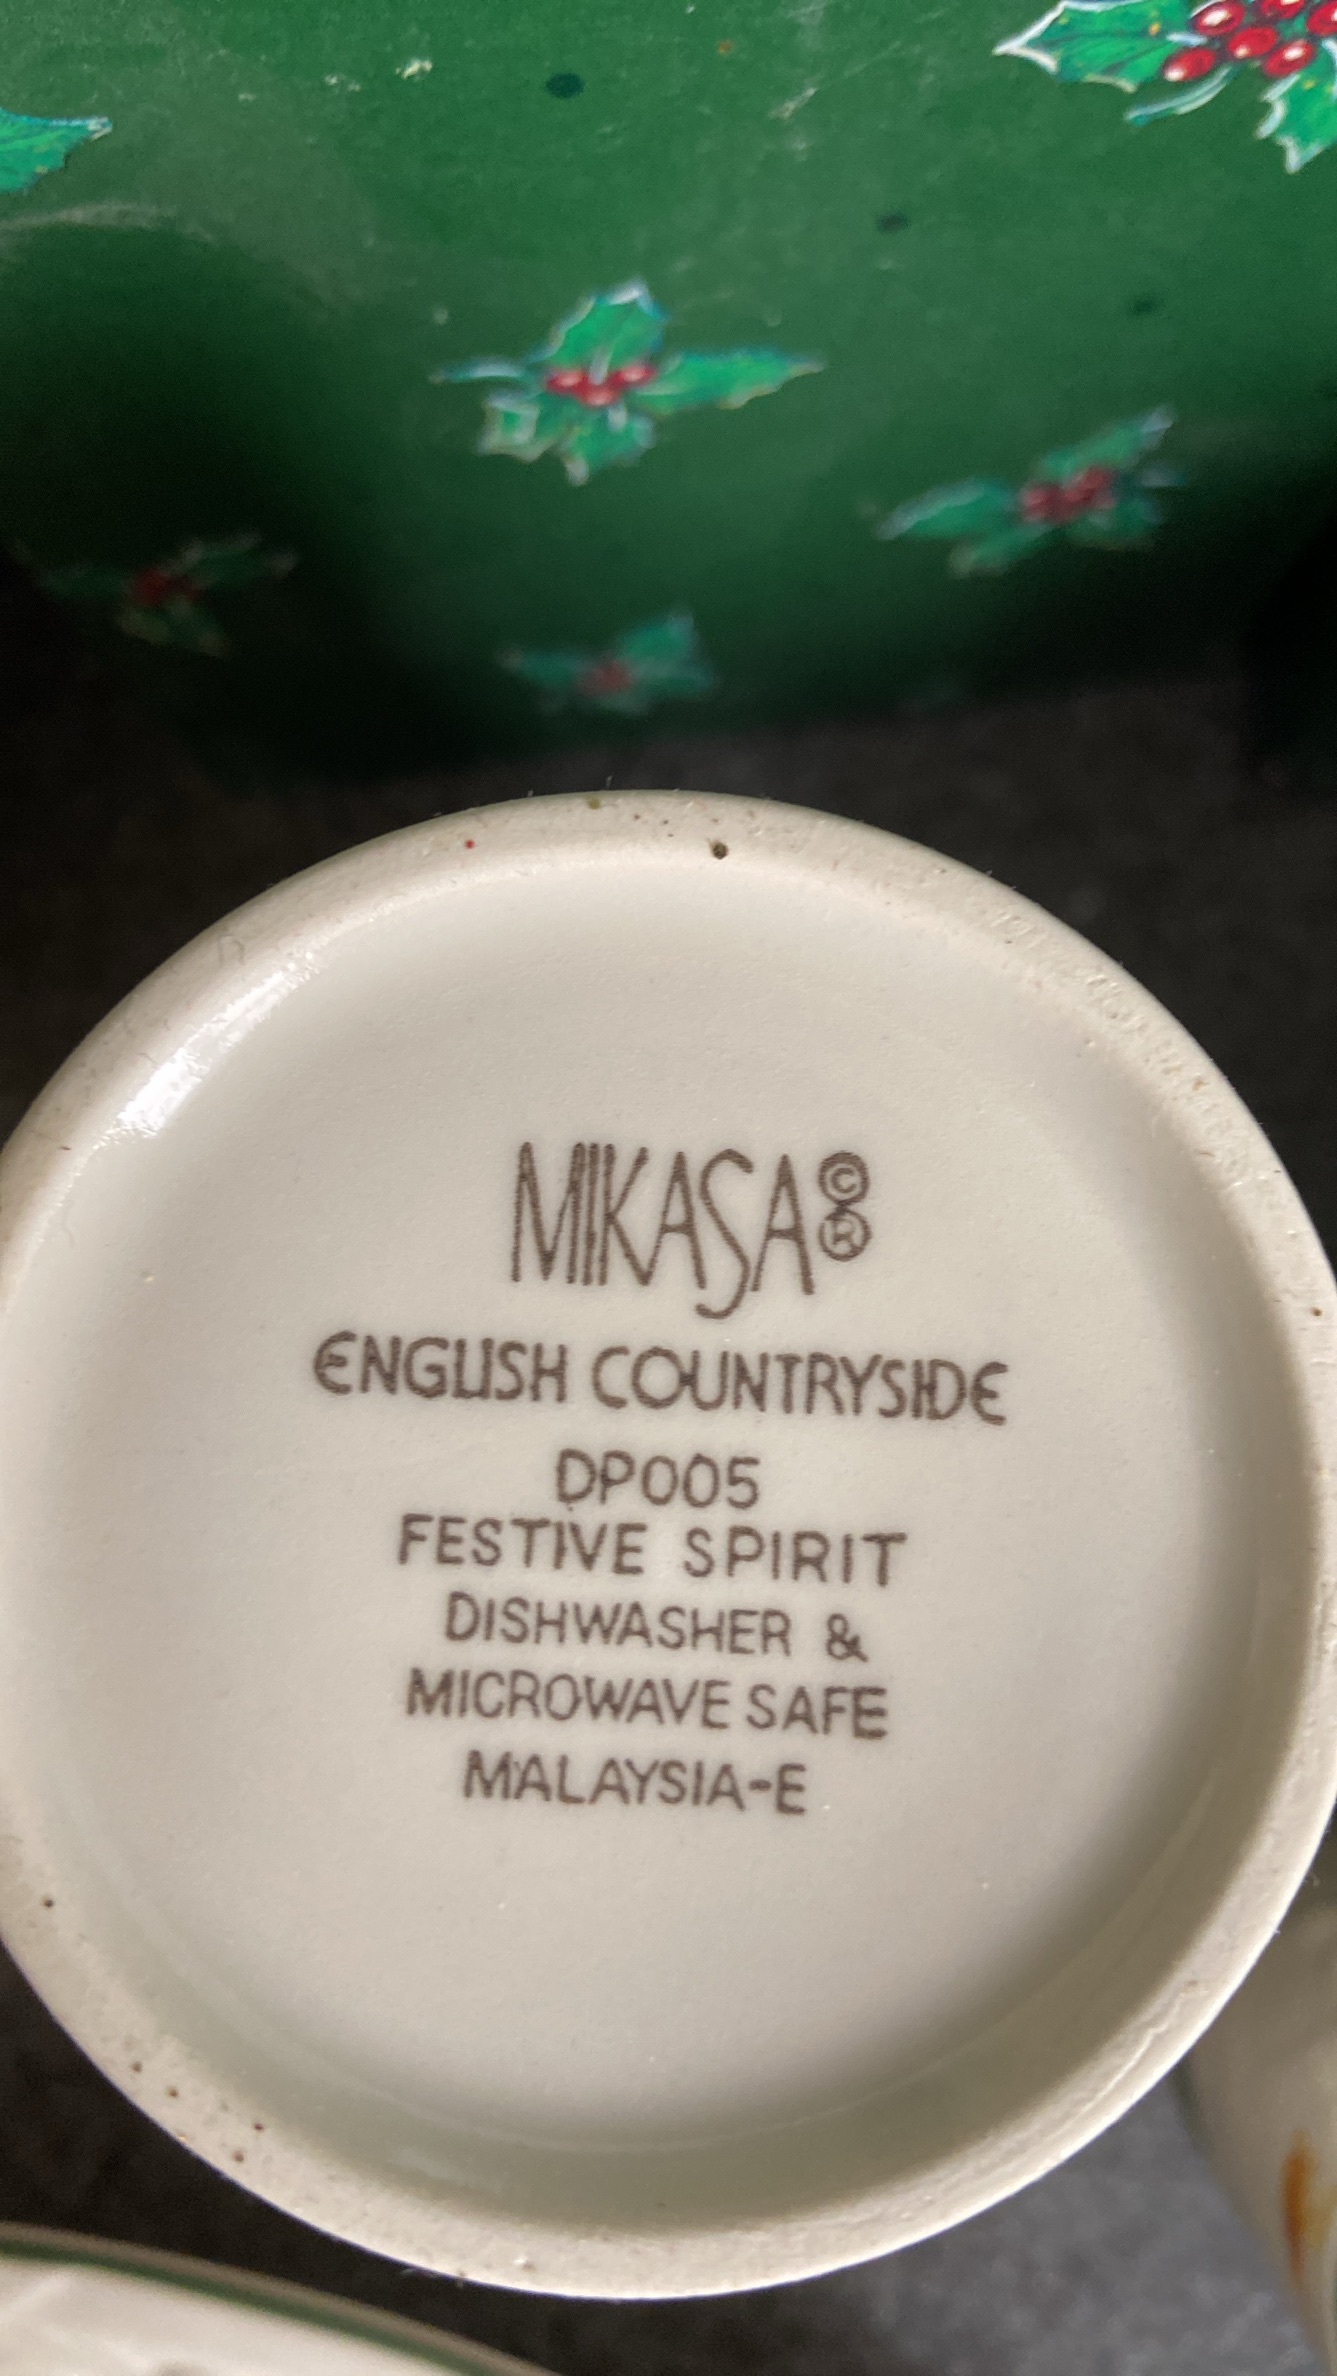 MIKASA©®
ENGLISH COUNTRYSIDE
DP005
FESTIVE SPIRIT
DISHWASHER &
MICROWAVE SAFE
MALAYSIA-E